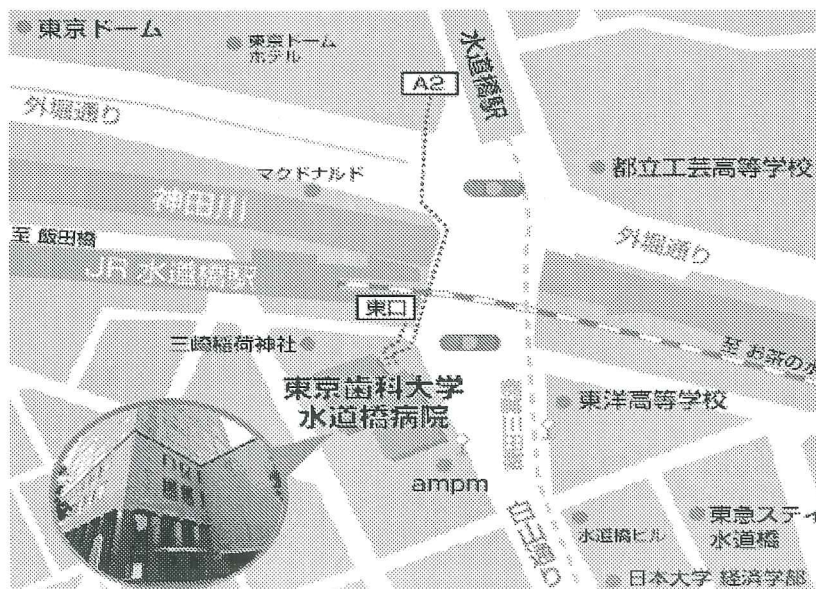 東京ドーム
東京ドーム
ホテル
水道橋駅
A2
外堀通り
マクドナルド
都立工芸高等学校
神田川
至 飯田橋
外堀通り
JR 水道橋駅
東口
三崎稲荷神社
至 お茶の水
東京歯科大学
水道橋病院
東洋高等学校
都営三田線
ampm
白山通り
水道橋ビル
東急ステイ
水道橋
日本大学 経済学部